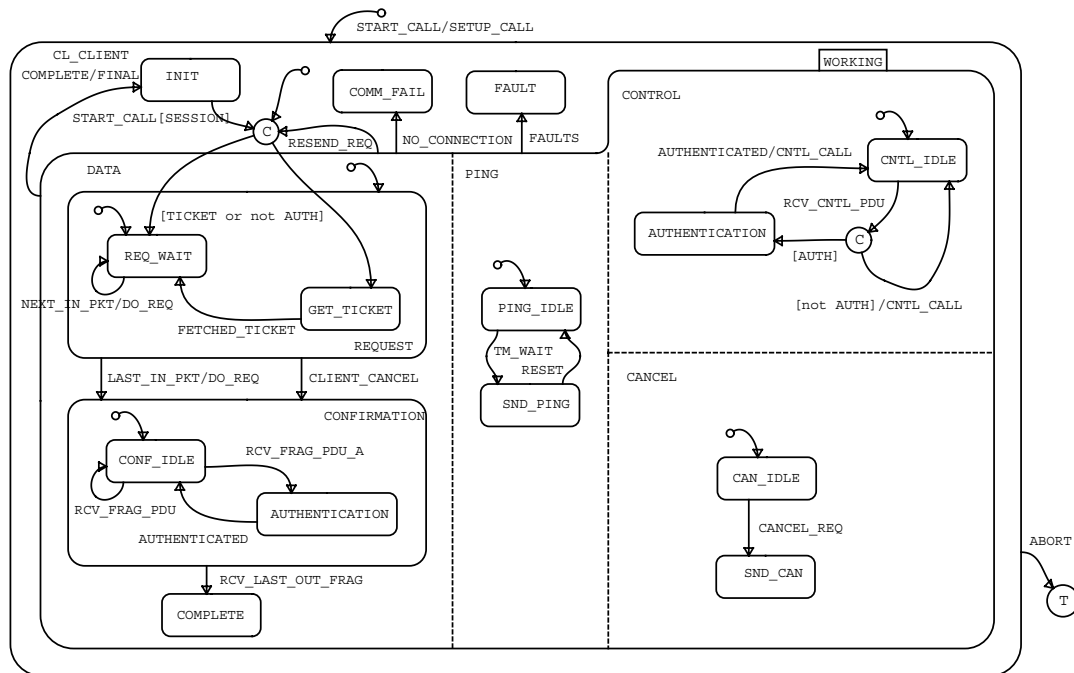 START_CALL/SETUP_CALL
CL_CLIENT
WORKING
COMPLETE/FINAL
INIT
COMM_FAIL
FAULT
CONTROL
START_CALL[SESSION]
C
RESEND_REQ
NO_CONNECTION
FAULTS
DATA
PING
AUTHENTICATED/CNTL_CALL
CNTL_IDLE
RCV_CNTL_PDU
[TICKET or not AUTH]
AUTHENTICATION
C
[AUTH]
REQ_WAIT
NEXT_IN_PKT/DO_REQ
GET_TICKET
PING_IDLE
[not AUTH]/CNTL_CALL
FETCHED_TICKET
REQUEST
TM_WAIT
RESET
LAST_IN_PKT/DO_REQ
CLIENT_CANCEL
CANCEL
SND_PING
CONFIRMATION
RCV_FRAG_PDU_A
CONF_IDLE
CAN_IDLE
RCV_FRAG_PDU
AUTHENTICATION
CANCEL_REQ
AUTHENTICATED
ABORT
RCV_LAST_OUT_FRAG
SND_CAN
T
COMPLETE